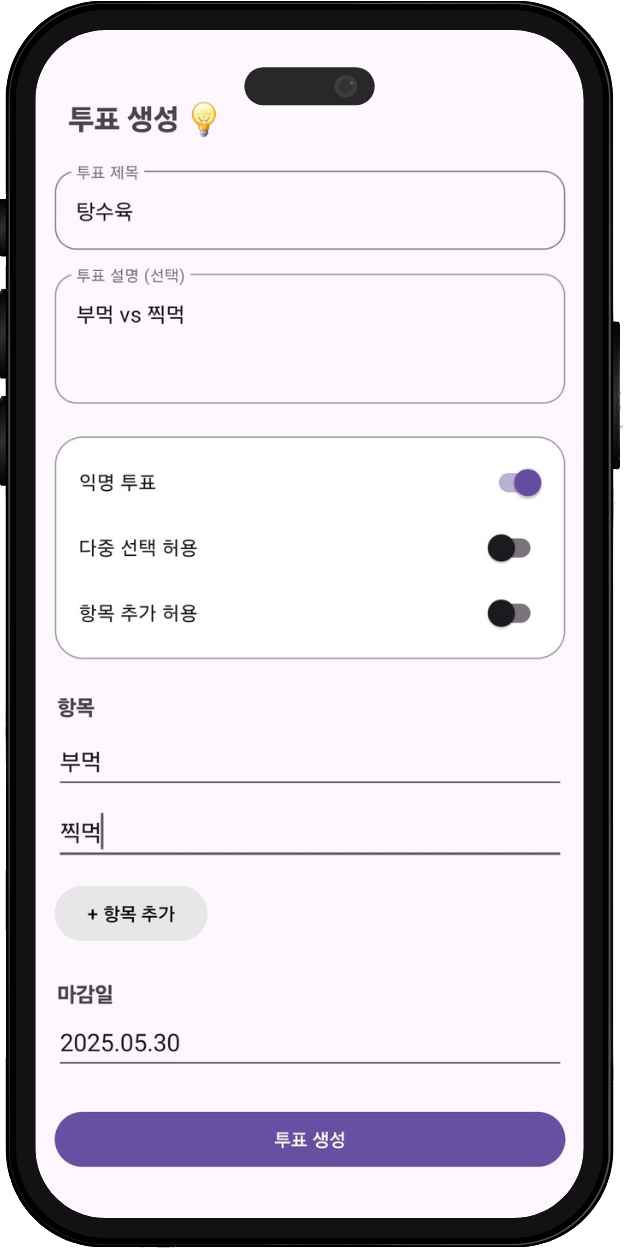 투표 생성 💡
투표 제목
탕수육
투표 설명 (선택)
부먹 vs 찍먹
익명 투표
다중 선택 허용
항목 추가 허용
항목
부먹
찍먹
+ 항목 추가
마감일
2025.05.30
투표 생성